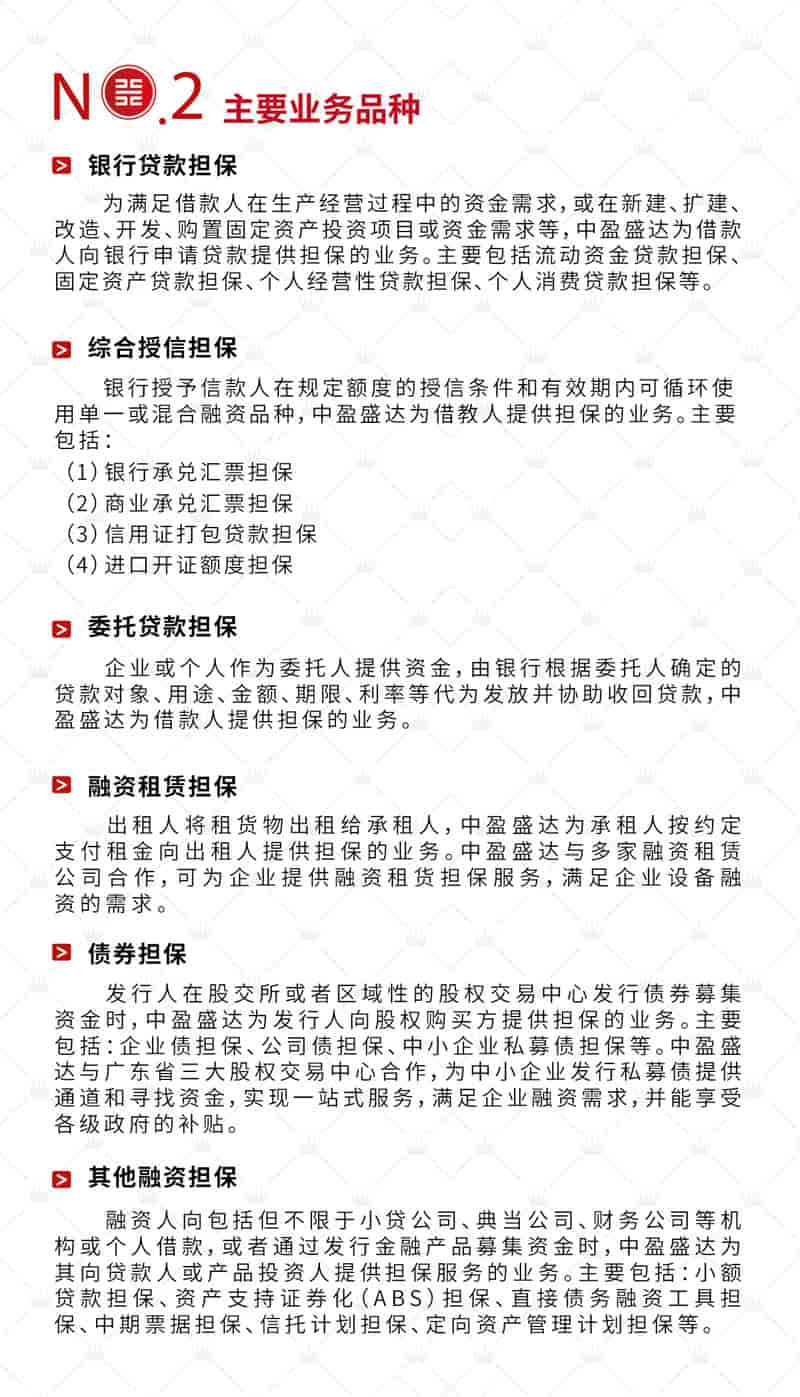 NO.2 主要业务品种
银行贷款担保
为满足借款人在生产经营过程中的资金需求,或在新建、扩建、
改造、开发、购置固定资产投资项目或资金需求等,中盈盛达为借款
人向银行申请贷款提供担保的业务。主要包括流动资金贷款担保、
固定资产贷款担保、个人经营性贷款担保、个人消费贷款担保等。
综合授信担保
银行授予信款人在规定额度的授信条件和有效期内可循环使
用单一或混合融资品种,中盈盛达为借教人提供担保的业务。主要
包括:
(1)银行承兑汇票担保
(2)商业承兑汇票担保
(3)信用证打包贷款担保
(4)进口开证额度担保
委托贷款担保
企业或个人作为委托人提供资金,由银行根据委托人确定的
贷款对象、用途、金额、期限、利率等代为发放并协助收回贷款,中
盈盛达为借款人提供担保的业务。
融资租赁担保
出租人将租货物出租给承租人,中盈盛达为承租人按约定
支付租金向出租人提供担保的业务。中盈盛达与多家融资租赁
公司合作,可为企业提供融资租货担保服务,满足企业设备融
资的需求。
债券担保
发行人在股交所或者区域性的股权交易中心发行债券募集
资金时,中盈盛达为发行人向股权购买方提供担保的业务。主要
包括:企业债担保、公司债担保、中小企业私募债担保等。中盈盛
达与广东省三大股权交易中心合作,为中小企业发行私募债提供
通道和寻找资金,实现一站式服务,满足企业融资需求,并能享受
各级政府的补贴。
其他融资担保
融资人向包括但不限于小贷公司、典当公司、财务公司等机
构或个人借款,或者通过发行金融产品募集资金时,中盈盛达为
其向贷款人或产品投资人提供担保服务的业务。主要包括:小额
贷款担保、资产支持证券化(ABS)担保、直接债务融资工具担
保、中期票据担保、信托计划担保、定向资产管理计划担保等。